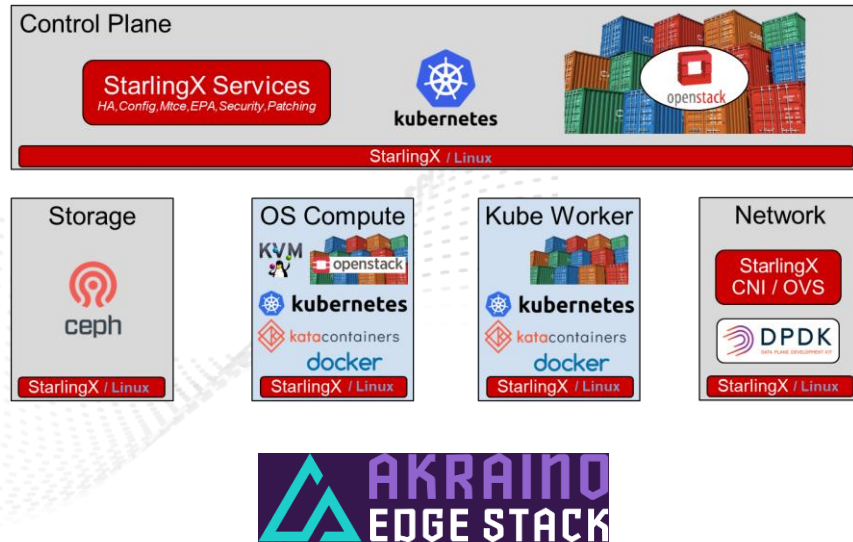 Control Plane
StarlingX Services
HA,Config,Mtce,EPA,Security,Patching
kubernetes
openstack
StarlingX / Linux
Storage
ceph
StarlingX / Linux
OS Compute
KVM
openstack
kubernetes
katacontainers
docker
StarlingX / Linux
Kube Worker
kubernetes
katacontainers
docker
StarlingX / Linux
Network
StarlingX
CNI / OVS
DPDK
DATA PLANE DEVELOPMENT KIT
StarlingX / Linux
AKRAINO
EDGE STACK